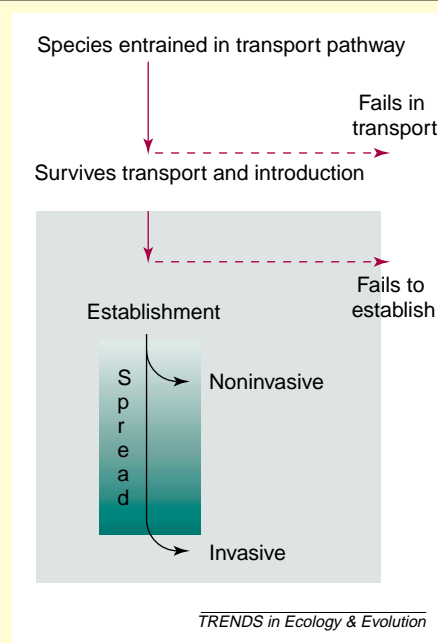 Species entrained in transport pathway
Fails in
transport
Survives transport and introduction
Fails to
establish
Establishment
Spread
Noninvasive
Invasive
TRENDS in Ecology & Evolution